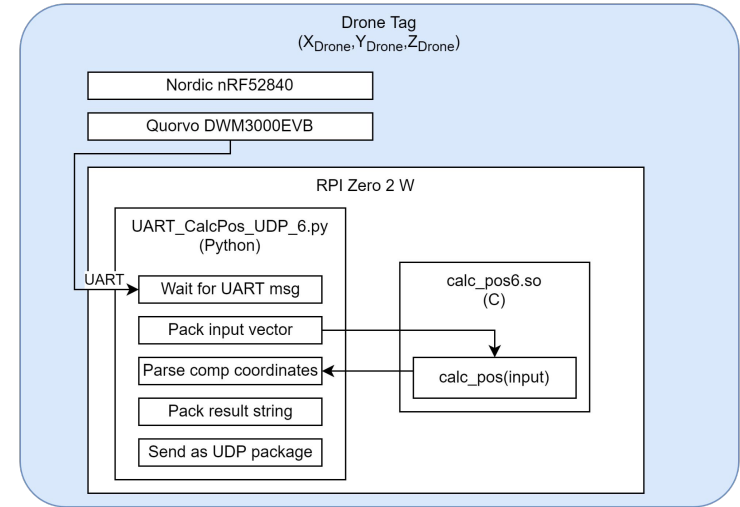 Drone Tag
(XDrone,YDrone,ZDrone)
Nordic nRF52840
Quorvo DWM3000EVB
RPI Zero 2 W
UART_CalcPos_UDP_6.py
(Python)
UART
Wait for UART msg
Pack input vector
Parse comp coordinates
Pack result string
Send as UDP package
calc_pos6.so
(C)
calc_pos(input)